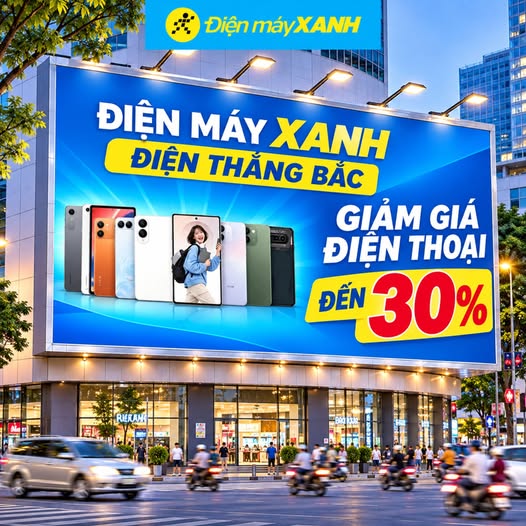 Điện máy XANH
ĐIỆN MÁY XANH
ĐIỆN THẮNG BẮC
GIẢM GIÁ
ĐIỆN THOẠI
ĐẾN 30%